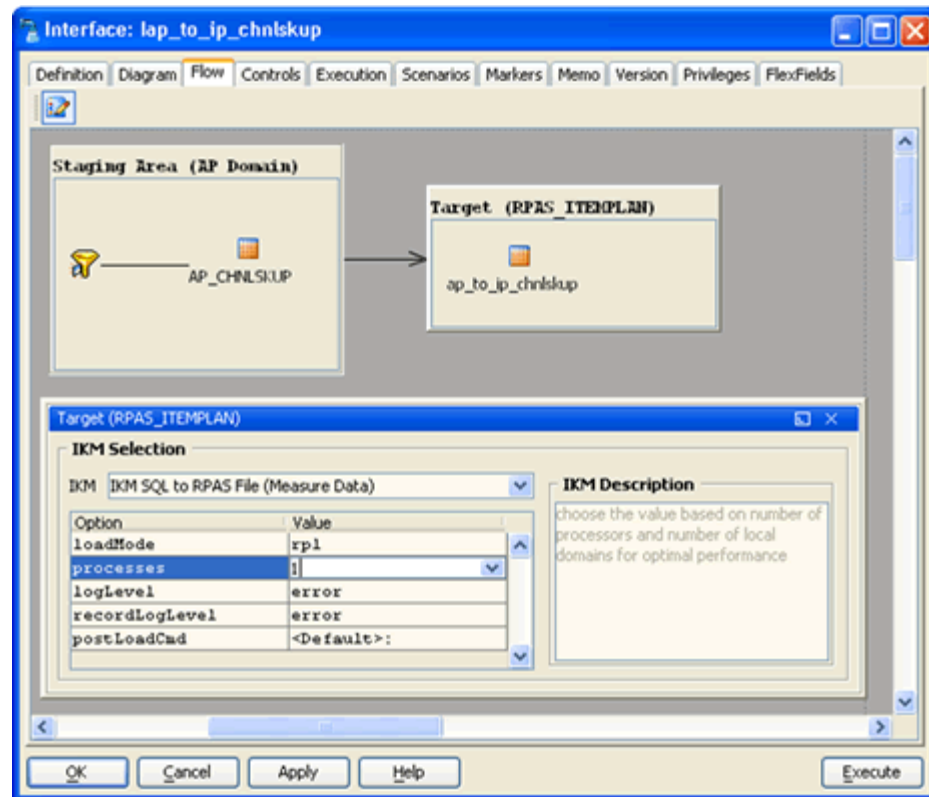 Interface: lap_to_ip_chnlskup
Definition Diagram Flow Controls Execution Scenarios Markers Memo Version Privileges FlexFields
Staging Area (AP Domain)
AP_CHNLSKUP
Target (RPAS_ITEMPLAN)
ap_to_ip_chnlskup
Target (RPAS_ITEMPLAN)
IKM Selection
IKM IKM SQL to RPAS File (Measure Data)
Option Value
loadMode rpl
processes 1
logLevel error
recordLogLevel error
postLoadCmd <Default>:
IKM Description
choose the value based on number of
processors and number of local
domains for optimal performance
OK Cancel Apply Help Execute